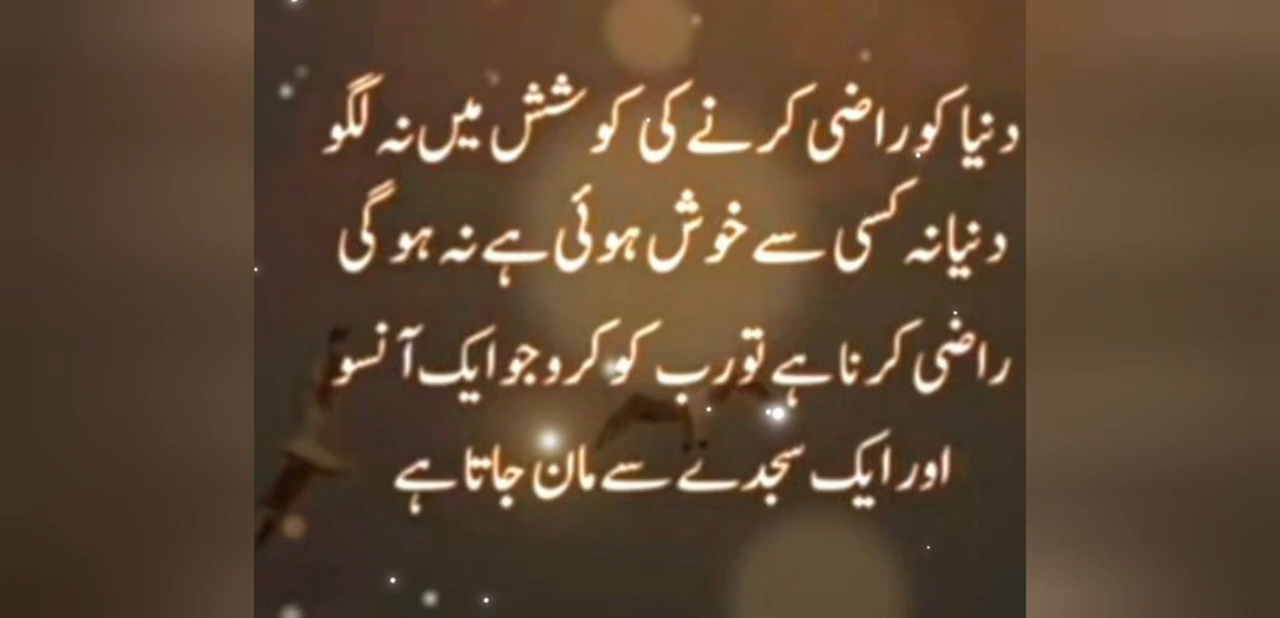 دنیا کو راضی کرنے کی کوشش میں نہ لگو
دنیا نہ کسی سے خوش ہوئی ہے نہ ہو گی
راضی کرنا ہے تو رب کو کرو جو ایک آنسو
اور ایک سجدے سے مان جاتا ہے